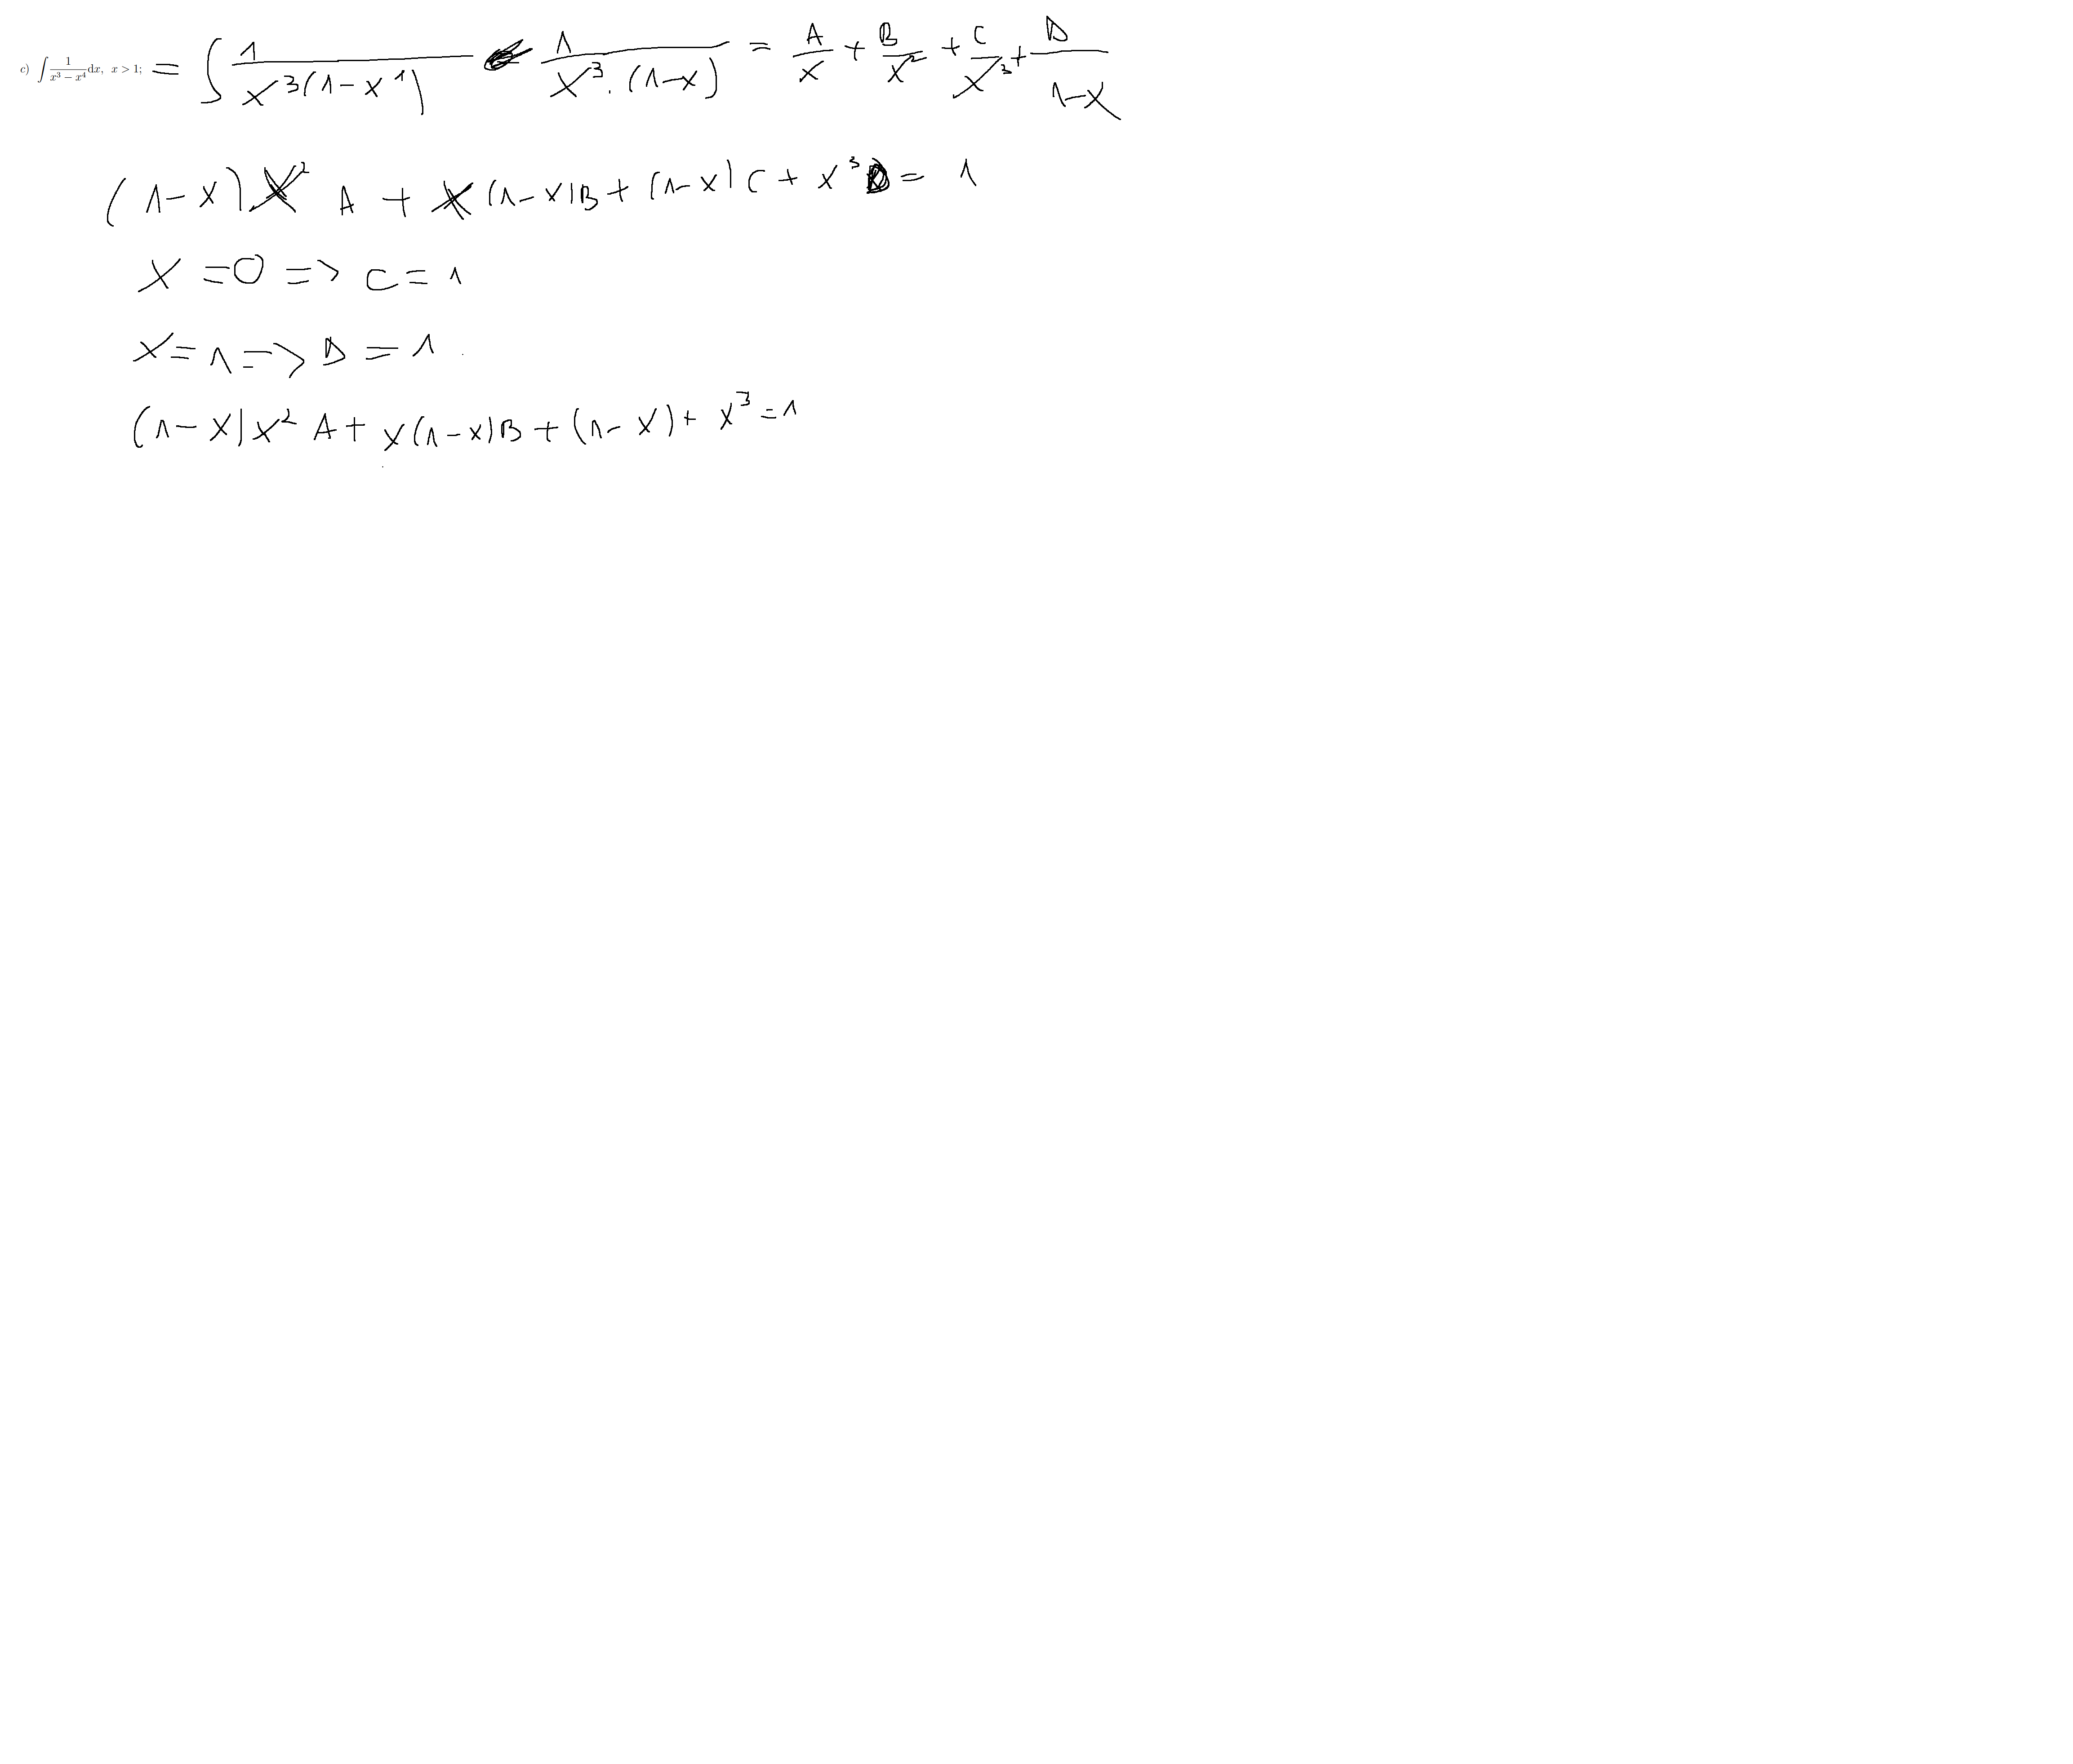 c) ∫ 1/(x³ − x⁴) dx, x > 1; = ∫ 1/(x³(1−x¹)) 1/(x³·(1−x)) = A/x + B/x² + C/x³ + D/(1−x)
(1−x)x² A + x(1−x)B + (1−x)C + x³D = 1
x = 0 => C = 1
x = 1 => D = 1
(1−x)x² A + x(1−x)B + (1−x) + x³ = 1